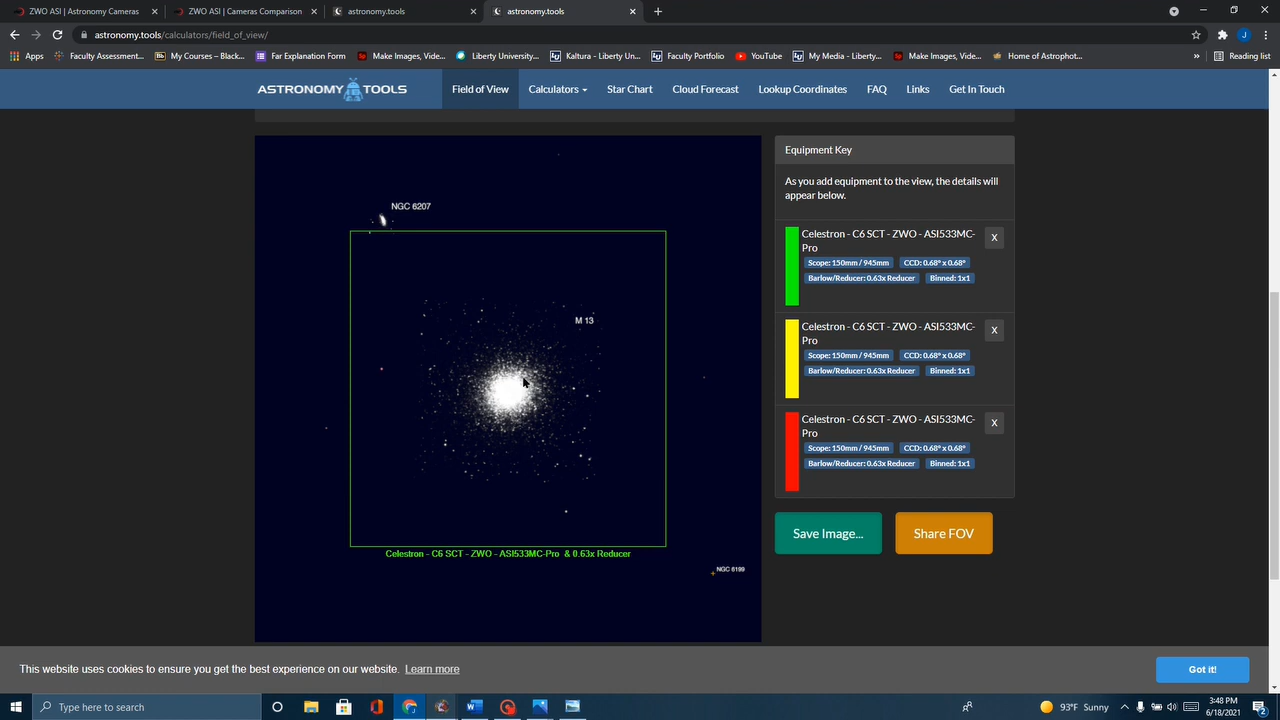 ZWO ASI | Astronomy Cameras
ZWO ASI | Cameras Comparison
astronomy.tools
astronomy.tools
astronomy.tools/calculators/field_of_view/
Apps
Faculty Assessment...
My Courses – Black...
Far Explanation Form
Make Images, Vide...
Liberty University...
Kaltura – Liberty Un...
Faculty Portfolio
YouTube
My Media – Liberty...
Make Images, Vide...
Home of Astrophot...
Reading list
ASTRONOMY TOOLS
Field of View
Calculators
Star Chart
Cloud Forecast
Lookup Coordinates
FAQ
Links
Get In Touch
NGC 6207
M 13
Celestron - C6 SCT - ZWO - ASI533MC-Pro & 0.63x Reducer
NGC 6199
Equipment Key
As you add equipment to the view, the details will
appear below.
Celestron - C6 SCT - ZWO - ASI533MC-
Pro
X
Scope: 150mm / 945mm
CCD: 0.68° x 0.68°
Barlow/Reducer: 0.63x Reducer
Binned: 1x1
Celestron - C6 SCT - ZWO - ASI533MC-
Pro
X
Scope: 150mm / 945mm
CCD: 0.68° x 0.68°
Barlow/Reducer: 0.63x Reducer
Binned: 1x1
Celestron - C6 SCT - ZWO - ASI533MC-
Pro
X
Scope: 150mm / 945mm
CCD: 0.68° x 0.68°
Barlow/Reducer: 0.63x Reducer
Binned: 1x1
Save Image...
Share FOV
This website uses cookies to ensure you get the best experience on our website. Learn more
Got it!
Type here to search
93°F Sunny
3:48 PM
6/18/2021
2